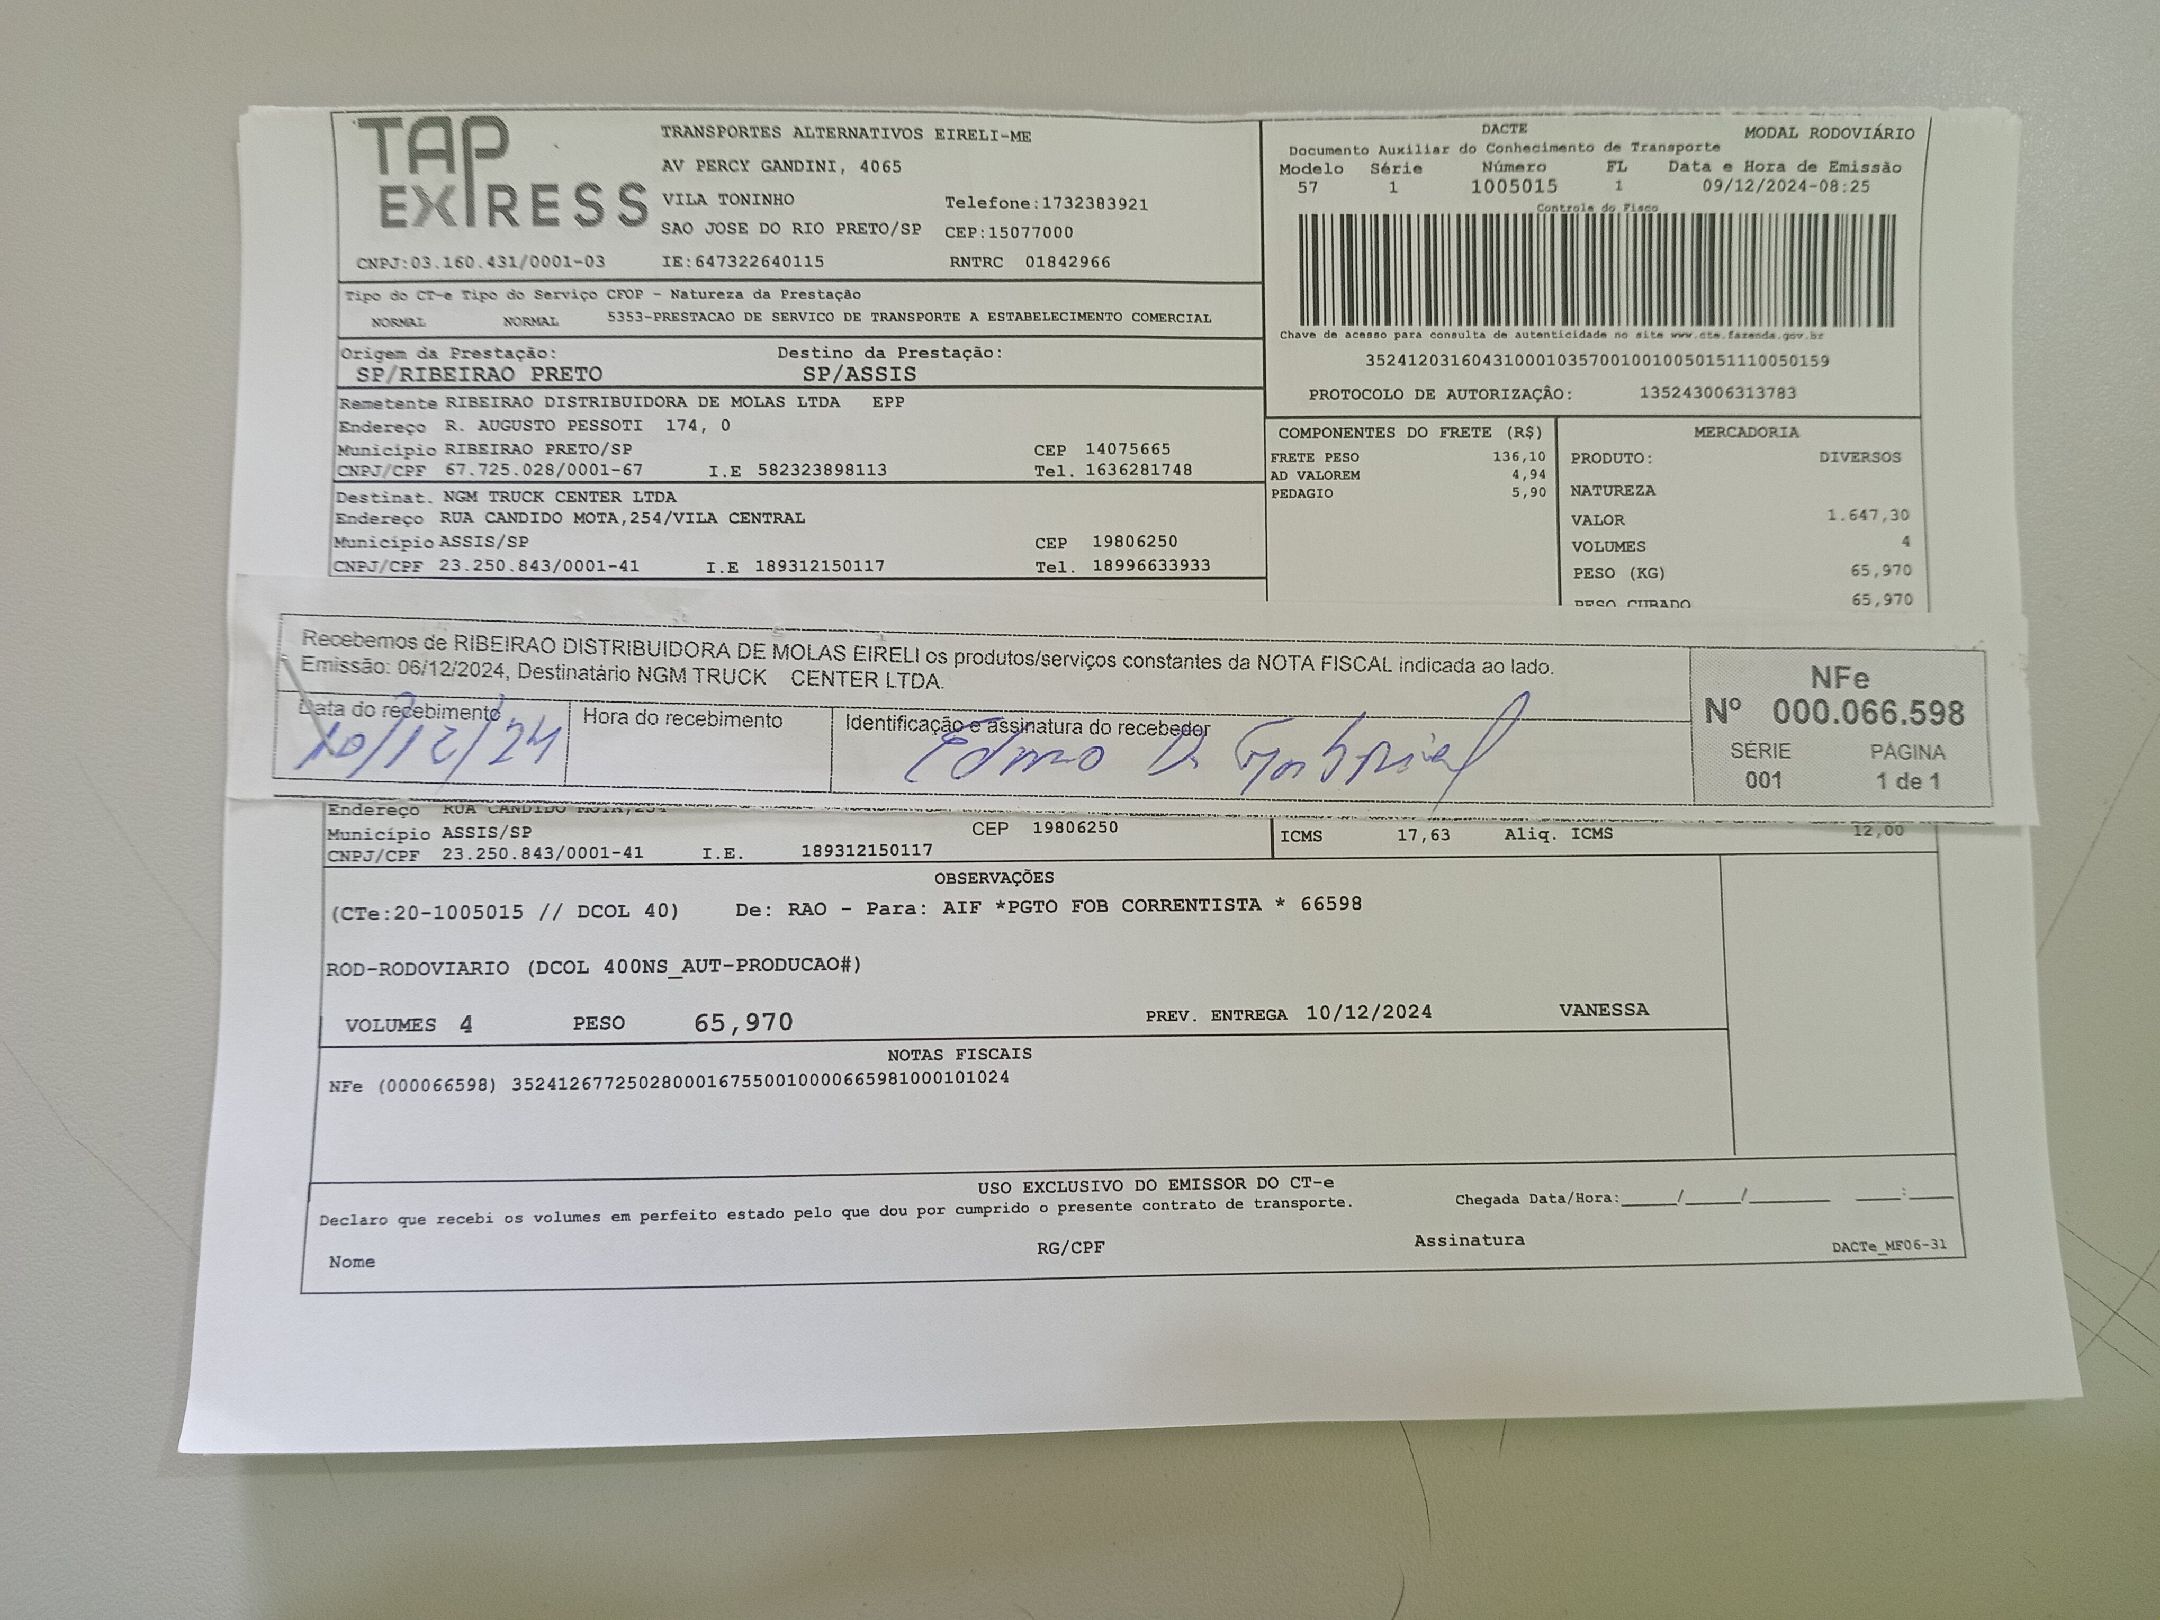 TAP
EXPRESS
TRANSPORTES ALTERNATIVOS EIRELI-ME
AV PERCY GANDINI, 4065
VILA TONINHO Telefone:1732383921
SAO JOSE DO RIO PRETO/SP CEP:15077000
CNPJ:03.160.431/0001-03 IE:647322640115 RNTRC 01842966
DACTE MODAL RODOVIÁRIO
Documento Auxiliar do Conhecimento de Transporte
Modelo Série Número FL Data e Hora de Emissão
57 1 1005015 1 09/12/2024-08:25
Controle do Fisco
Chave de acesso para consulta de autenticidade no site www.cte.fazenda.gov.br
35241203160431000103570010010050151110050159
PROTOCOLO DE AUTORIZAÇÂO: 135243006313783
Tipo do CT-e Tipo do Serviço CFOP - Natureza da Prestação
NORMAL NORMAL 5353-PRESTACAO DE SERVICO DE TRANSPORTE A ESTABELECIMENTO COMERCIAL
Origem da Prestação: Destino da Prestação:
SP/RIBEIRAO PRETO SP/ASSIS
Remetente RIBEIRAO DISTRIBUIDORA DE MOLAS LTDA EPP
Endereço R. AUGUSTO PESSOTI 174, 0
Município RIBEIRAO PRETO/SP CEP 14075665
CNPJ/CPF 67.725.028/0001-67 I.E 582323898113 Tel. 1636281748
Destinat. NGM TRUCK CENTER LTDA
Endereço RUA CANDIDO MOTA,254/VILA CENTRAL
Município ASSIS/SP CEP 19806250
CNPJ/CPF 23.250.843/0001-41 I.E 189312150117 Tel. 18996633933
COMPONENTES DO FRETE (R$)
FRETE PESO 136,10
AD VALOREM 4,94
PEDAGIO 5,90
MERCADORIA
PRODUTO: DIVERSOS
NATUREZA
VALOR 1.647,30
VOLUMES 4
PESO (KG) 65,970
PESO CUBADO 65,970
Recebemos de RIBEIRAO DISTRIBUIDORA DE MOLAS EIRELI os produtos/serviços constantes da NOTA FISCAL indicada ao lado.
Emissão: 06/12/2024, Destinatário NGM TRUCK CENTER LTDA.
Data do recebimento Hora do recebimento Identificação e assinatura do recebedor
10/12/24
NFe
Nº 000.066.598
SÉRIE PÁGINA
001 1 de 1
Endereço RUA CANDIDO MOTA,254
Município ASSIS/SP CEP 19806250
CNPJ/CPF 23.250.843/0001-41 I.E. 189312150117
ICMS 17,63 Aliq. ICMS 12,00
OBSERVAÇÕES
(CTe:20-1005015 // DCOL 40) De: RAO - Para: AIF *PGTO FOB CORRENTISTA * 66598
ROD-RODOVIARIO (DCOL 400NS_AUT-PRODUCAO#)
VOLUMES 4 PESO 65,970 PREV. ENTREGA 10/12/2024 VANESSA
NOTAS FISCAIS
NFe (000066598) 35241267725028000167550010000665981000101024
USO EXCLUSIVO DO EMISSOR DO CT-e
Declaro que recebi os volumes em perfeito estado pelo que dou por cumprido o presente contrato de transporte. Chegada Data/Hora:_____/_____/_______ ____:____
Nome RG/CPF Assinatura DACTe_MF06-31